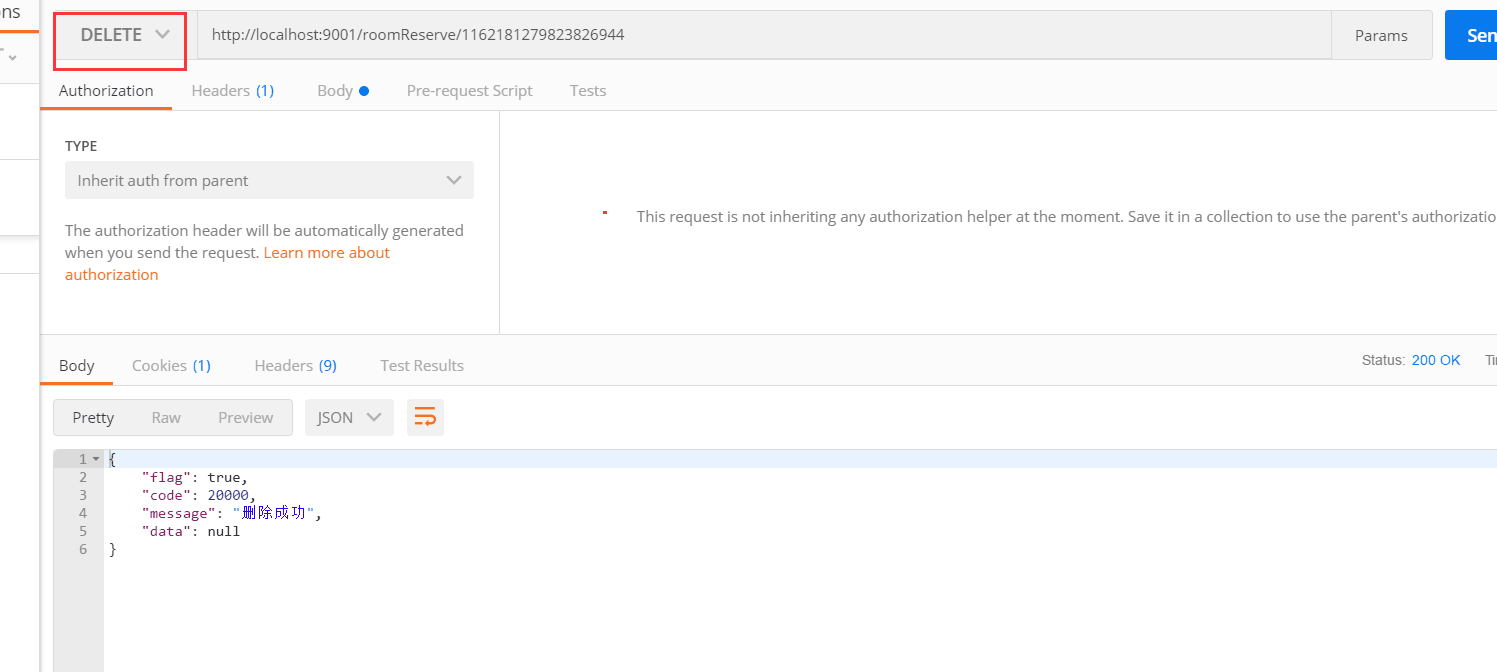 ons
DELETE http://localhost:9001/roomReserve/1162181279823826944 Params Sen
Authorization Headers (1) Body Pre-request Script Tests
TYPE
Inherit auth from parent
The authorization header will be automatically generated
when you send the request. Learn more about
authorization
This request is not inheriting any authorization helper at the moment. Save it in a collection to use the parent's authorizatio
Body Cookies (1) Headers (9) Test Results Status: 200 OK Ti
Pretty Raw Preview JSON
1 {
2 "flag": true,
3 "code": 20000,
4 "message": "删除成功",
5 "data": null
6 }